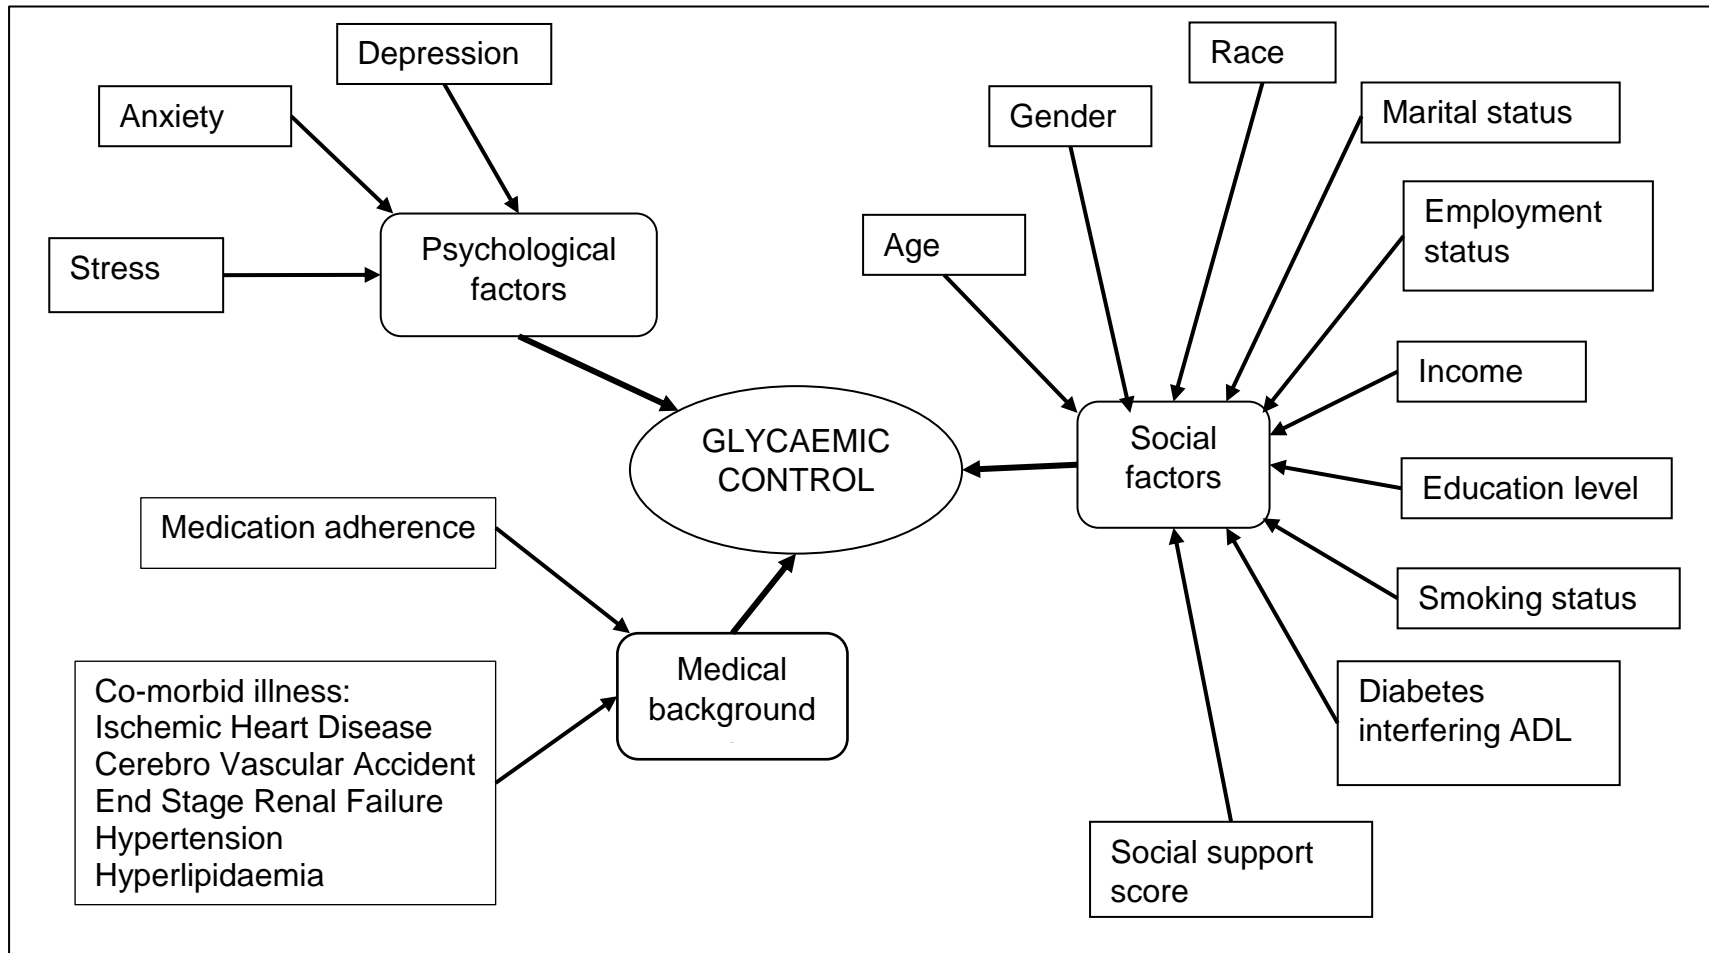 Depression
Race
Anxiety
Gender
Marital status
Employment
status
Age
Stress
Psychological
factors
Income
GLYCAEMIC
CONTROL
Social
factors
Education level
Medication adherence
Smoking status
Medical
background
Co-morbid illness:
Ischemic Heart Disease
Cerebro Vascular Accident
End Stage Renal Failure
Hypertension
Hyperlipidaemia
Diabetes
interfering ADL
Social support
score